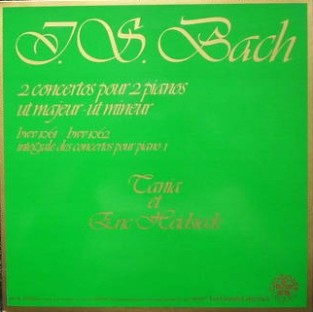 J.S. Bach
2 concertos pour 2 pianos
ut majeur-ut mineur
bwv 1061 - bwv 1062
intégrale des concertos pour piano 1
Tania
et
Eric Heidsieck